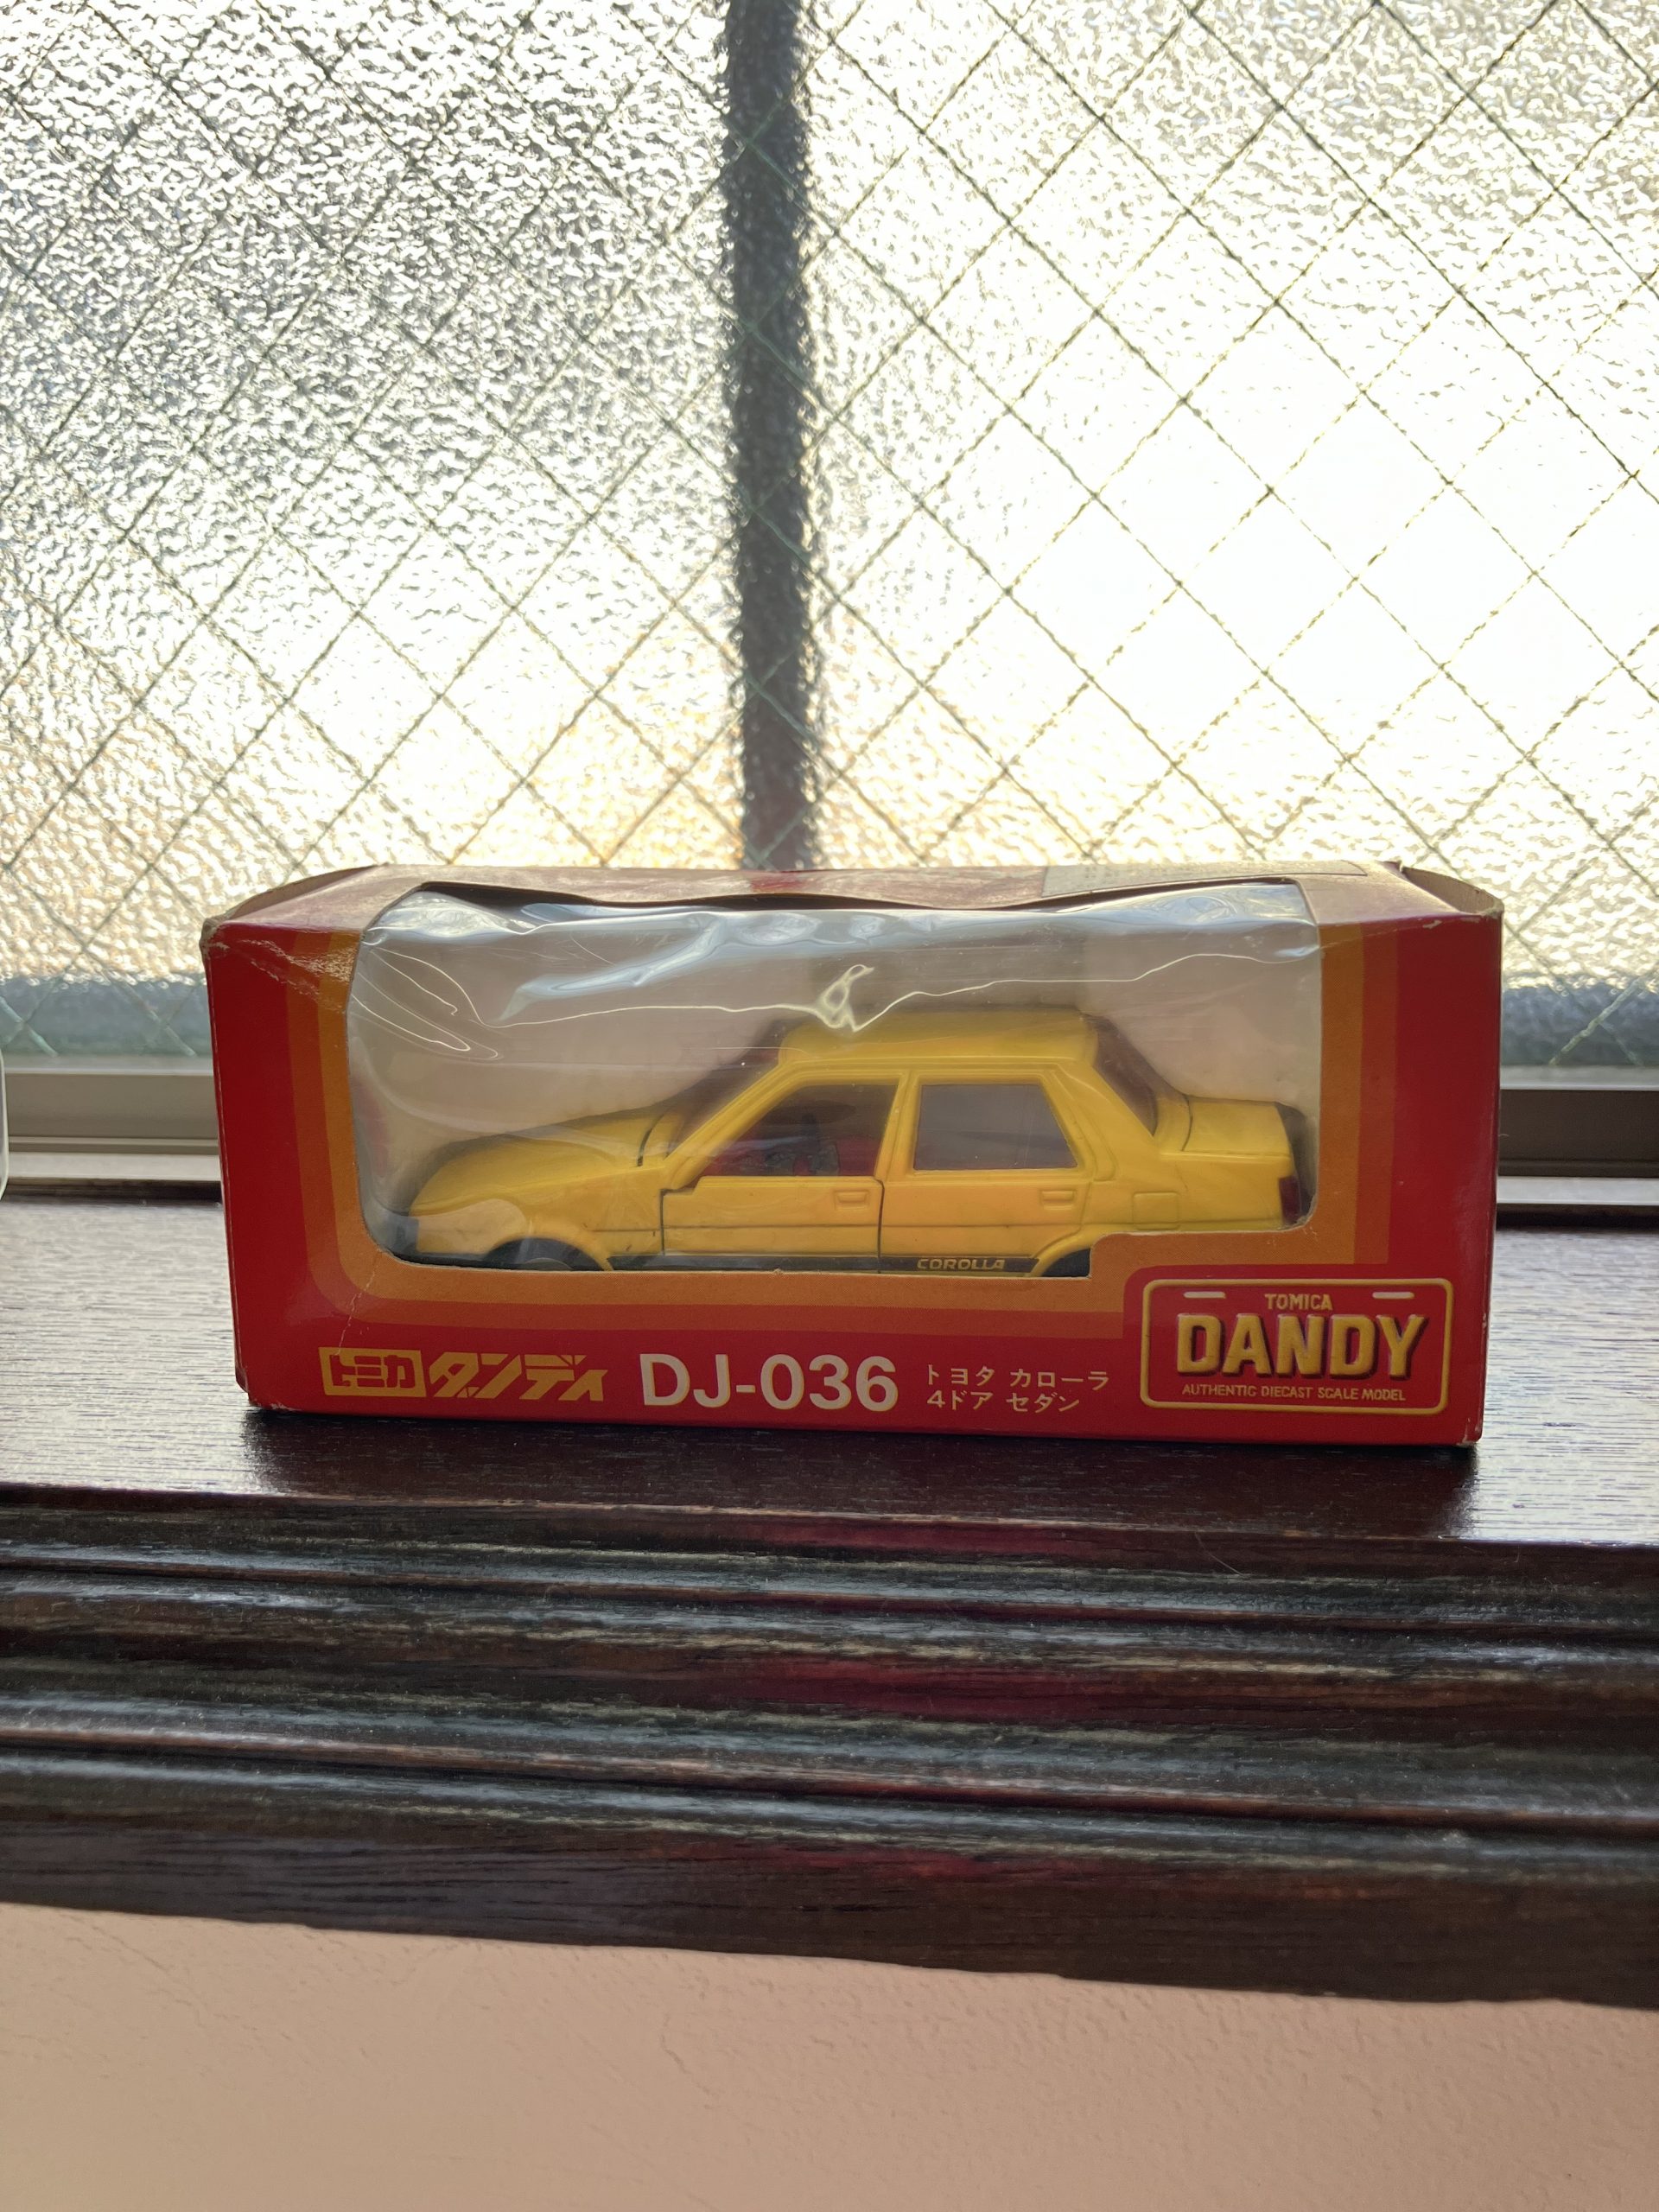 COROLLA
トミカ ダンディ DJ-036 トヨタ カローラ
4ドア セダン
TOMICA
DANDY
AUTHENTIC DIECAST SCALE MODEL